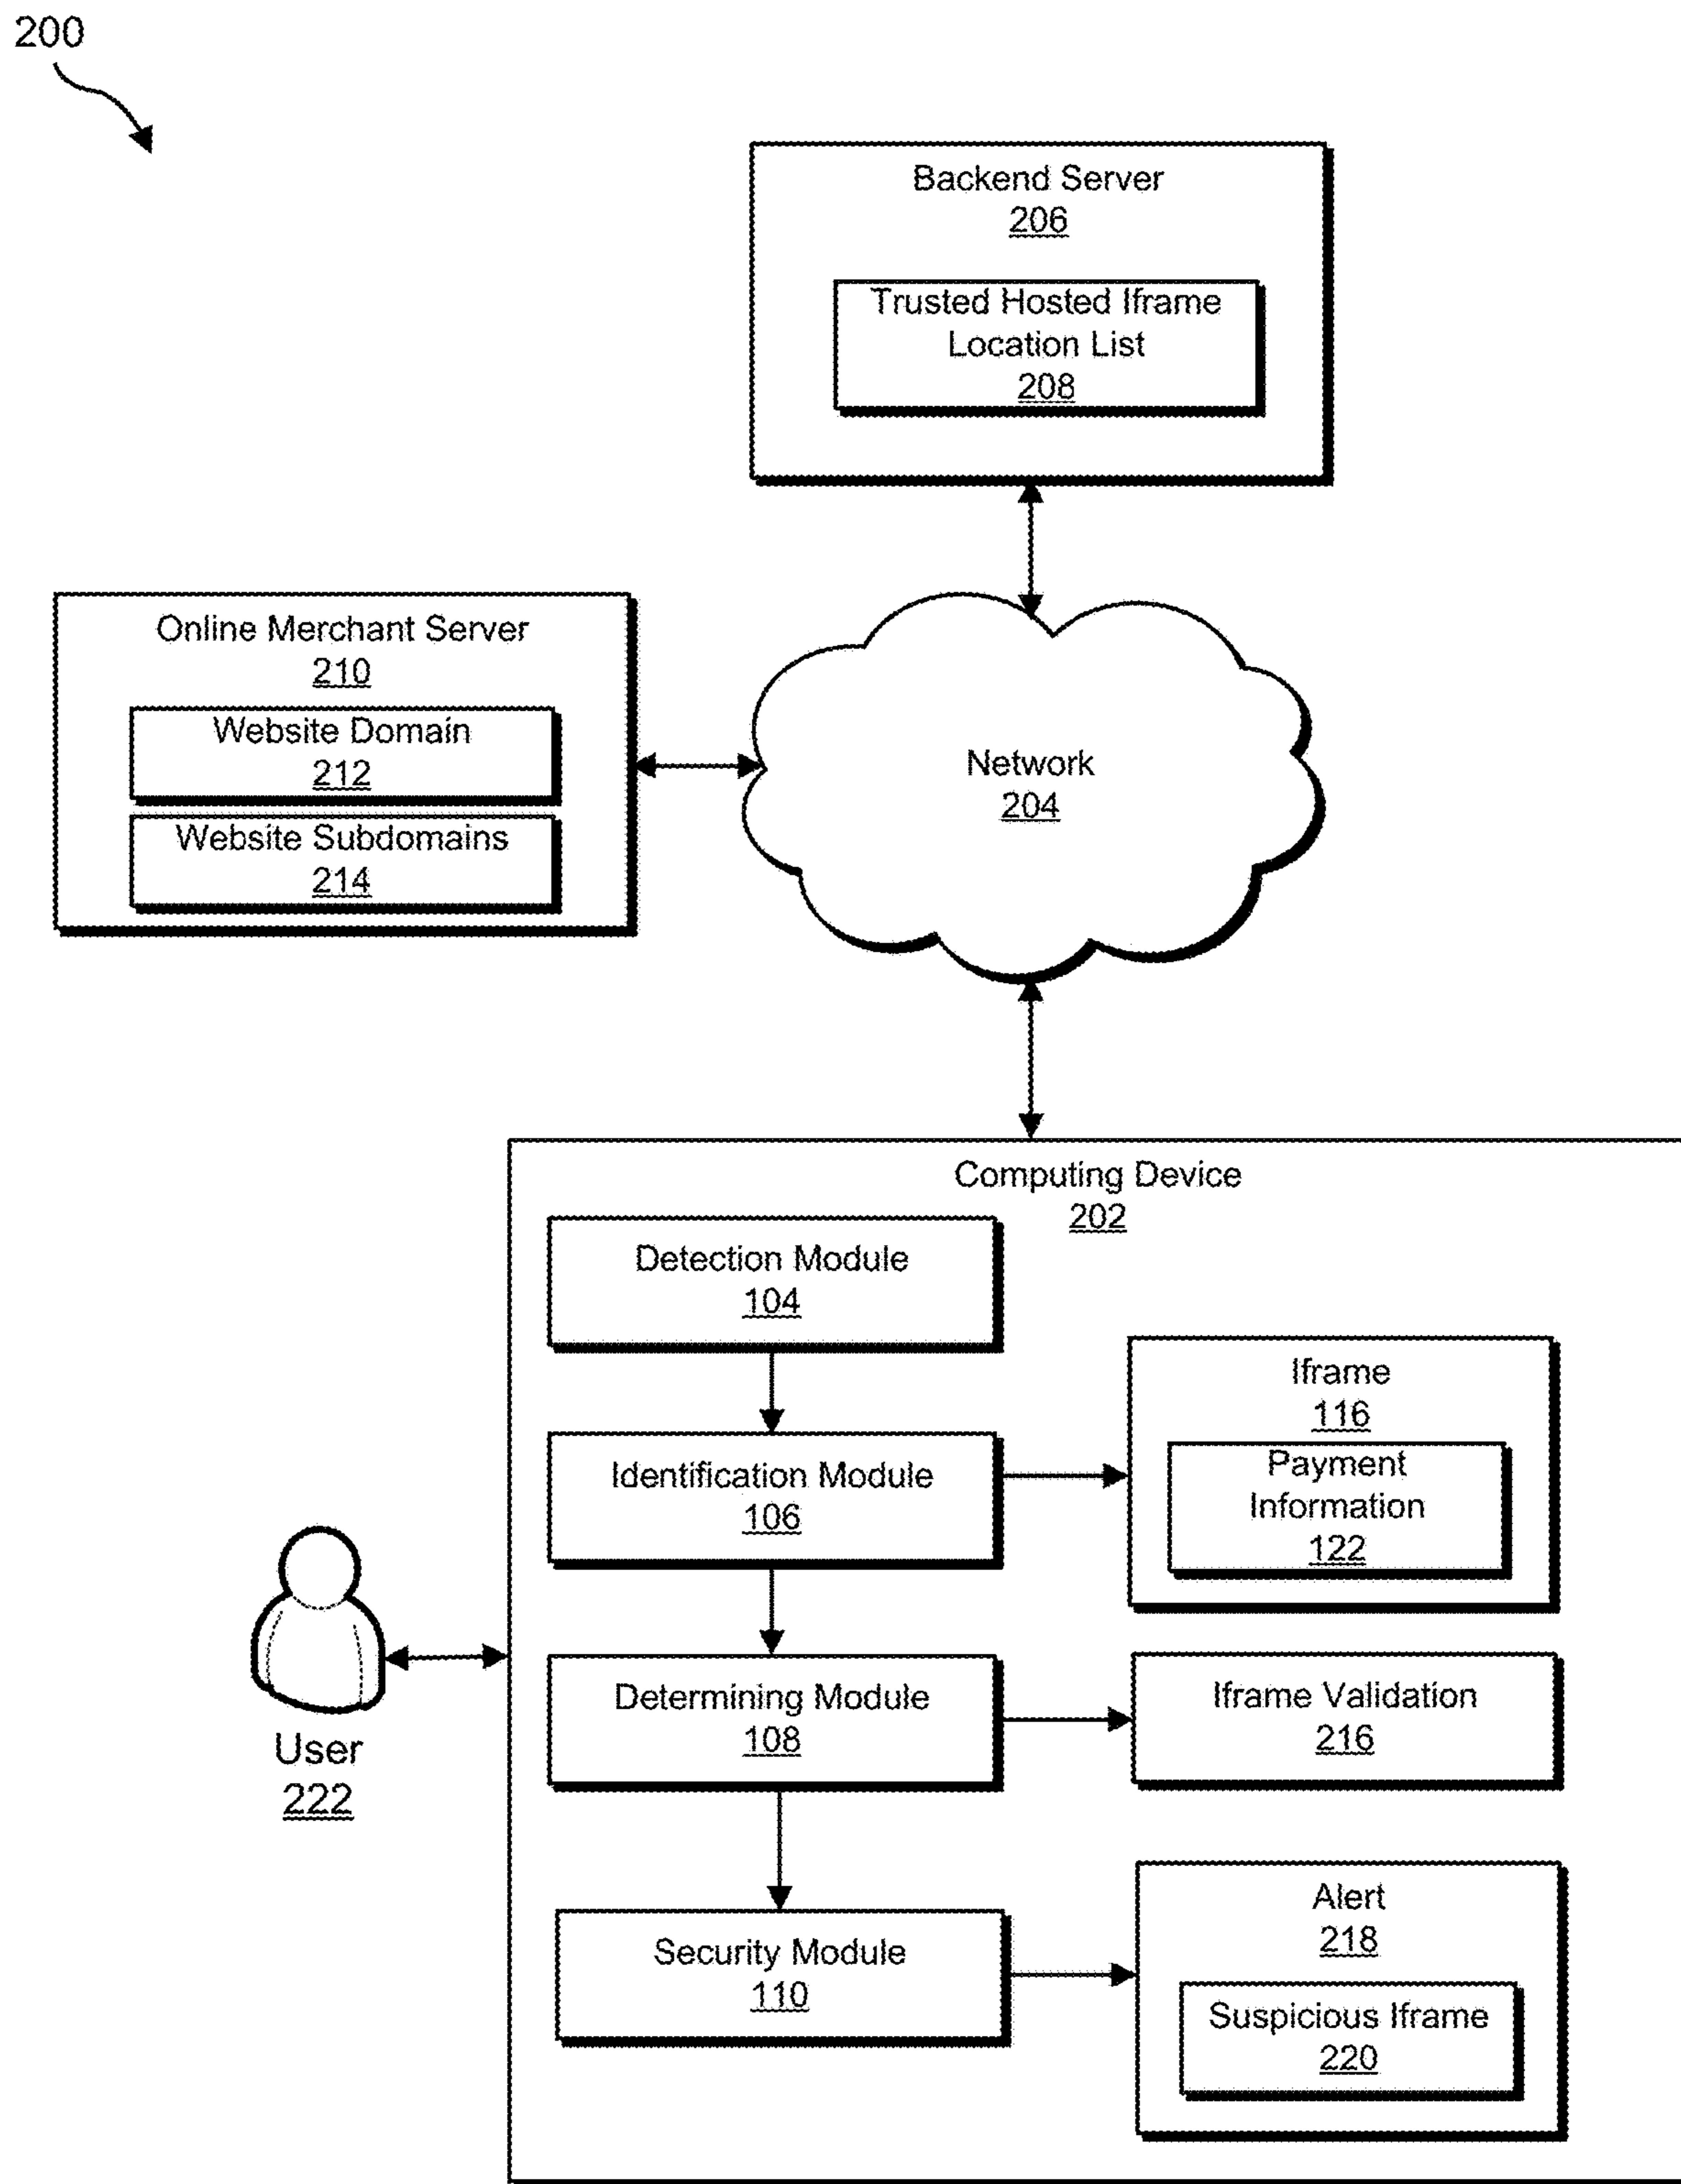 200
Backend Server
206
Trusted Hosted Iframe
Location List
208
Online Merchant Server
210
Website Domain
212
Website Subdomains
214
Network
204
Computing Device
202
Detection Module
104
Identification Module
106
Iframe
116
Payment
Information
122
Determining Module
108
Iframe Validation
216
User
222
Security Module
110
Alert
218
Suspicious Iframe
220